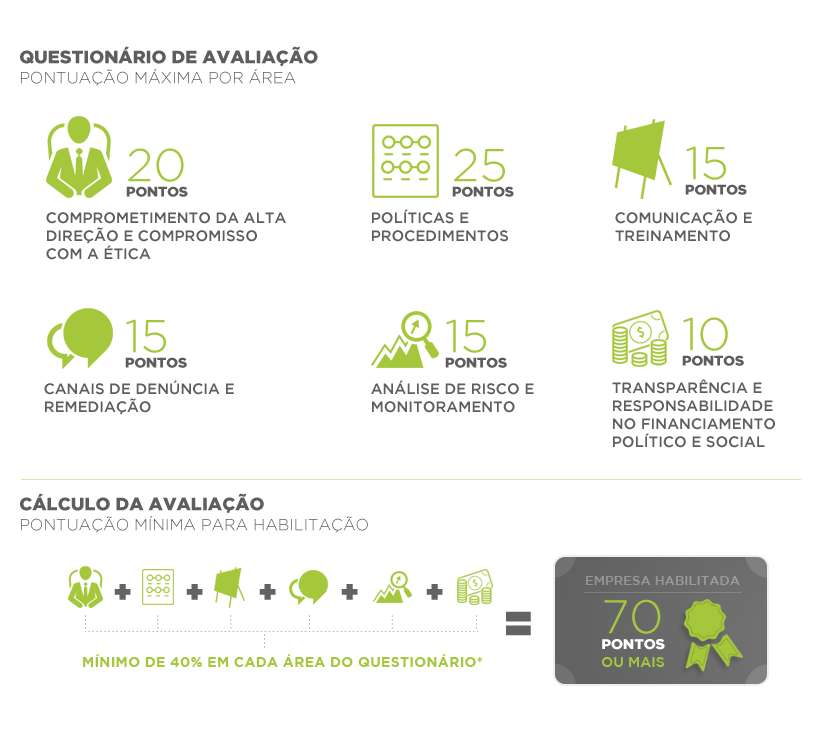 QUESTIONÁRIO DE AVALIAÇÃO
PONTUAÇÃO MÁXIMA POR ÁREA
20
PONTOS
COMPROMETIMENTO DA ALTA
DIREÇÃO E COMPROMISSO
COM A ÉTICA
25
PONTOS
POLÍTICAS E
PROCEDIMENTOS
15
PONTOS
COMUNICAÇÃO E
TREINAMENTO
15
PONTOS
CANAIS DE DENÚNCIA E
REMEDIAÇÃO
15
PONTOS
ANÁLISE DE RISCO E
MONITORAMENTO
$
10
PONTOS
TRANSPARÊNCIA E
RESPONSABILIDADE
NO FINANCIAMENTO
POLÍTICO E SOCIAL
CÁLCULO DA AVALIAÇÃO
PONTUAÇÃO MÍNIMA PARA HABILITAÇÃO
+ + + + + $ =
MÍNIMO DE 40% EM CADA ÁREA DO QUESTIONÁRIO*
EMPRESA HABILITADA
70
PONTOS
OU MAIS